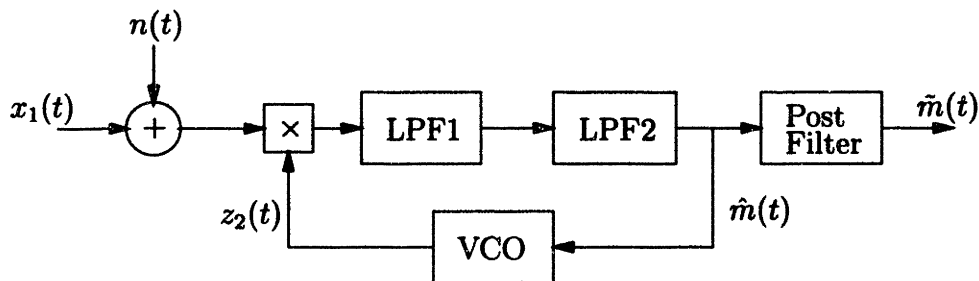 n(t)
x₁(t)
+
×
LPF1
LPF2
Post
Filter
m̃(t)
z₂(t)
VCO
m̂(t)